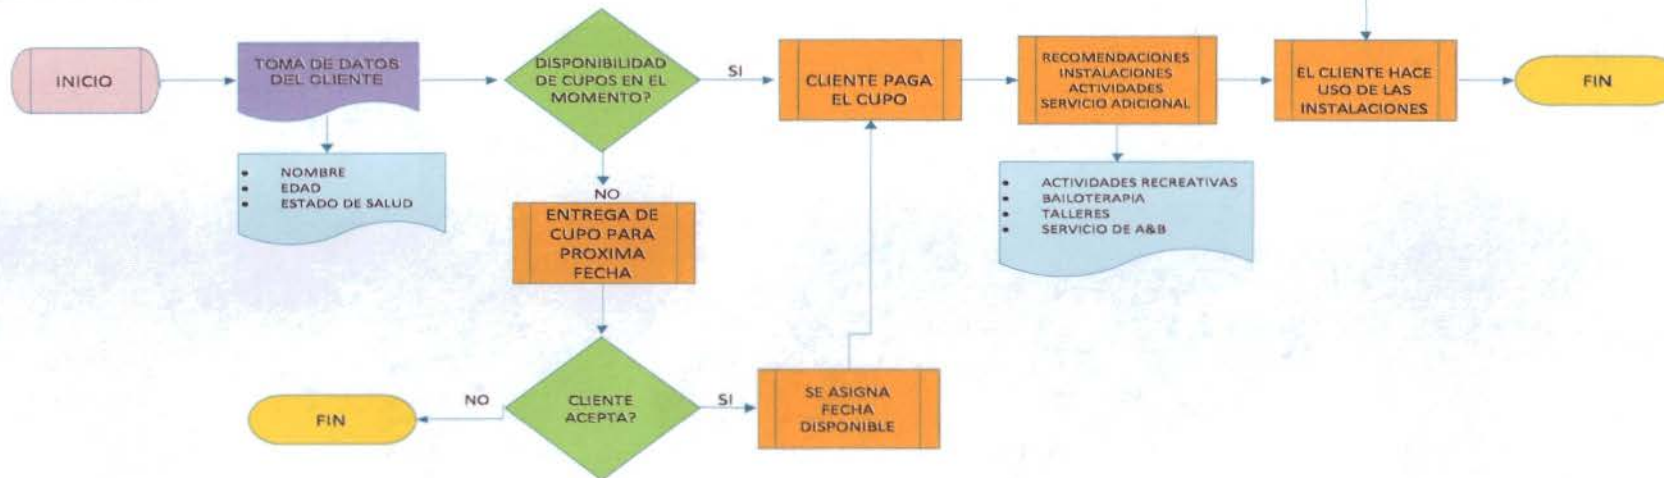 INICIO
TOMA DE DATOS
DEL CLIENTE
NOMBRE
EDAD
ESTADO DE SALUD
DISPONIBILIDAD
DE CUPOS EN EL
MOMENTO?
SI
NO
ENTREGA DE
CUPO PARA
PROXIMA
FECHA
CLIENTE
ACEPTA?
NO
FIN
SI
SE ASIGNA
FECHA
DISPONIBLE
CLIENTE PAGA
EL CUPO
RECOMENDACIONES
INSTALACIONES
ACTIVIDADES
SERVICIO ADICIONAL
ACTIVIDADES RECREATIVAS
BAILOTERAPIA
TALLERES
SERVICIO DE A&B
EL CLIENTE HACE
USO DE LAS
INSTALACIONES
FIN